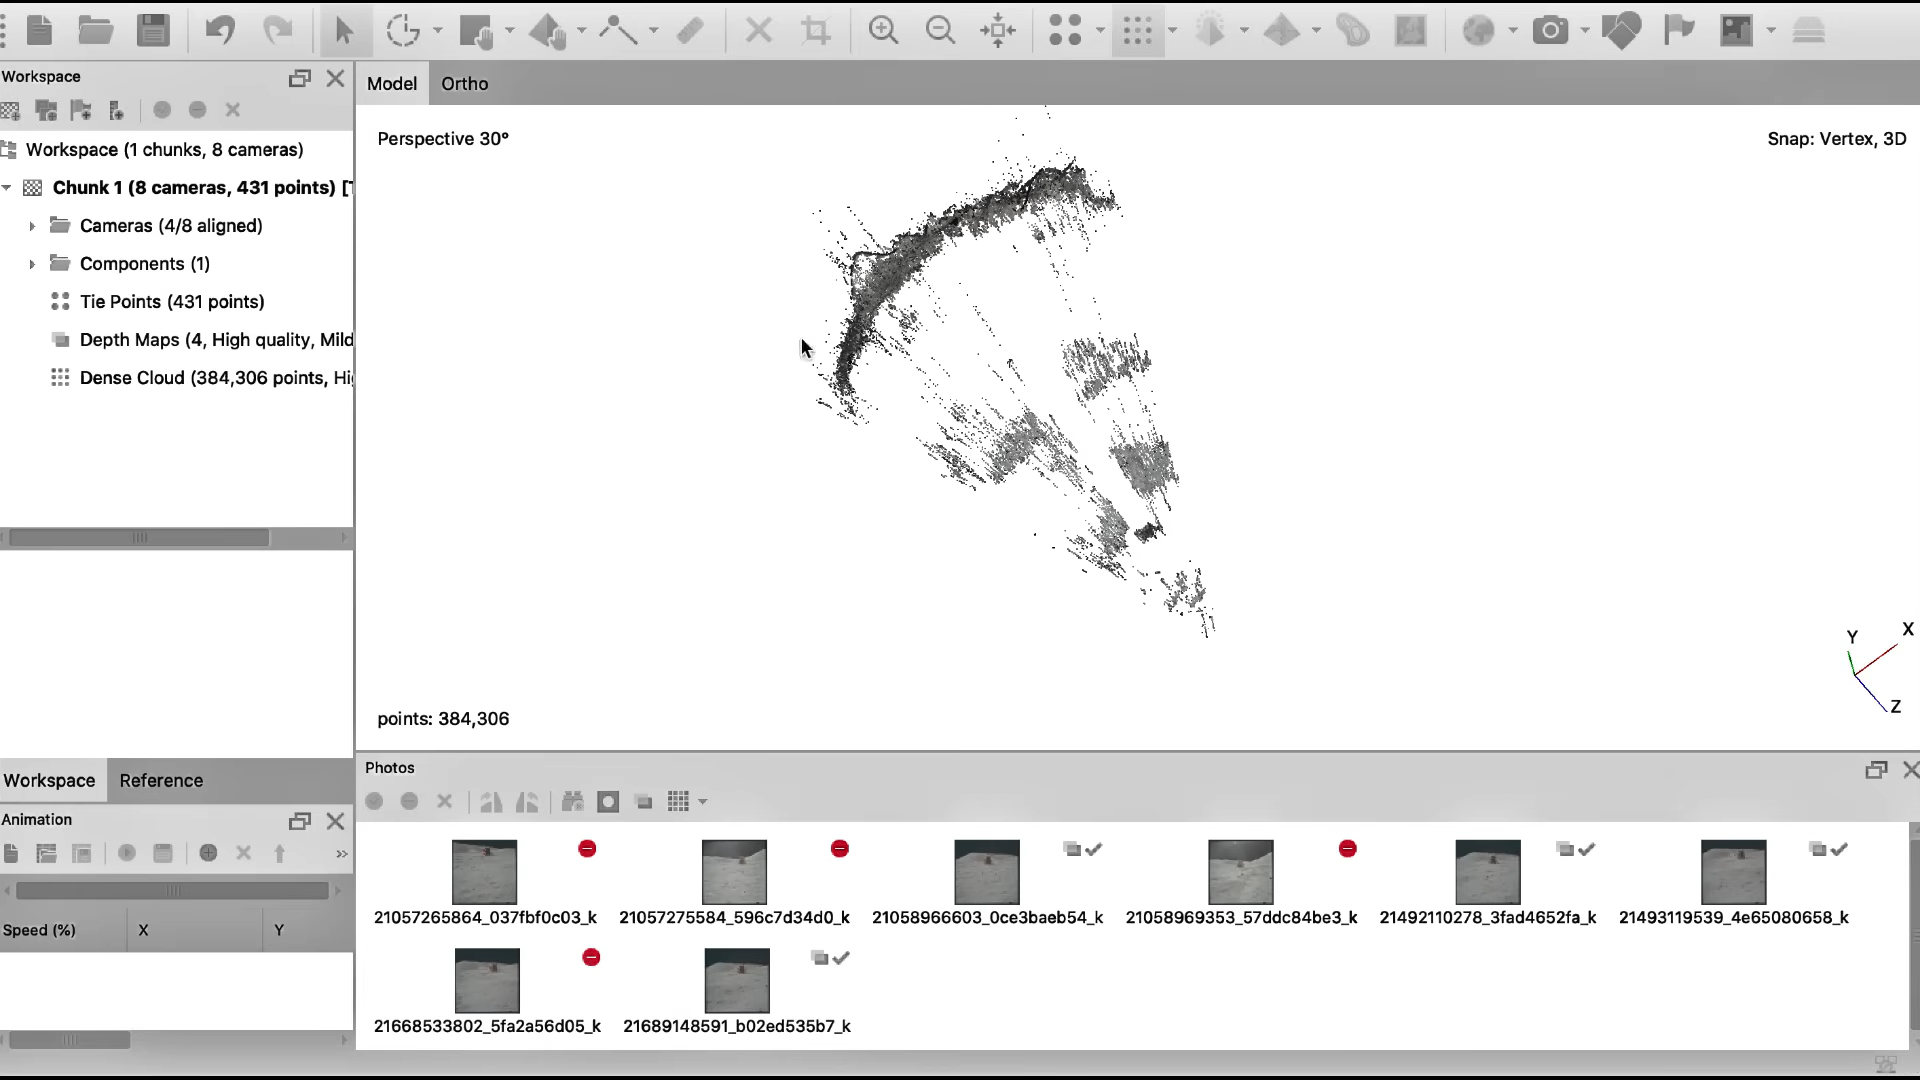 Workspace
Model
Ortho
Workspace (1 chunks, 8 cameras)
Chunk 1 (8 cameras, 431 points) [T
Cameras (4/8 aligned)
Components (1)
Tie Points (431 points)
Depth Maps (4, High quality, Mild
Dense Cloud (384,306 points, Hi
Perspective 30°
Snap: Vertex, 3D
Y
X
Z
points: 384,306
Workspace
Reference
Animation
Speed (%)
X
Y
Photos
21057265864_037fbf0c03_k
21057275584_596c7d34d0_k
21058966603_0ce3baeb54_k
21058969353_57ddc84be3_k
21492110278_3fad4652fa_k
21493119539_4e65080658_k
21668533802_5fa2a56d05_k
21689148591_b02ed535b7_k